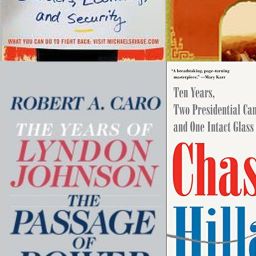 and Security
WHAT YOU CAN DO TO FIGHT BACK: VISIT MICHAELSAVAGE.COM
ROBERT A. CARO
THE YEARS OF
LYNDON
JOHNSON
THE
PASSAGE
OF
POWER
"A breathtaking, page-turning
masterpiece." —Mary Karr
Ten Years,
Two Presidential Cam
and One Intact Glass
Chas
Hilla